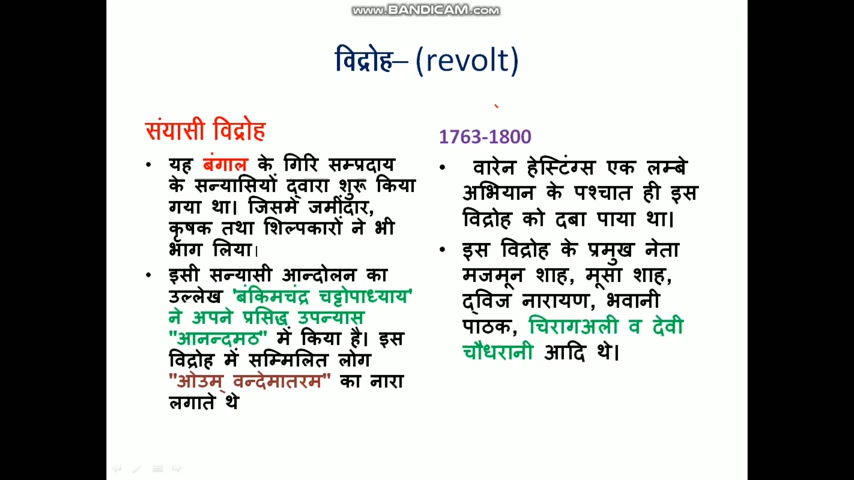 www.BANDICAM.com
विद्रोह– (revolt)
संयासी विद्रोह
• यह बंगाल के गिरि सम्प्रदाय
के सन्यासियों द्वारा शुरू किया
गया था। जिसमे जमींदार,
कृषक तथा शिल्पकारों ने भी
भाग लिया।
• इसी सन्यासी आन्दोलन का
उल्लेख 'बंकिमचंद्र चट्टोपाध्याय'
ने अपने प्रसिद्ध उपन्यास
"आनन्दमठ" में किया है। इस
विद्रोह में सम्मिलित लोग
"ओउम् वन्देमातरम" का नारा
लगाते थे
1763-1800
• वारेन हेस्टिंग्स एक लम्बे
अभियान के पश्चात ही इस
विद्रोह को दबा पाया था।
• इस विद्रोह के प्रमुख नेता
मजमून शाह, मूसा शाह,
द्विज नारायण, भवानी
पाठक, चिरागअली व देवी
चौधरानी आदि थे।